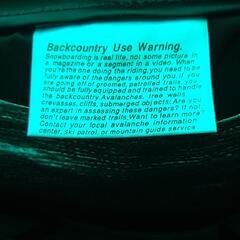 Backcountry Use Warning.
Snowboarding is real life, not some picture in
a magazine or a segment in a video. When
you're the one doing the riding, you need to be
fully aware of the dangers around you. If you
are going off of groomed, patrolled trails, you
should be fully equipped and trained to handle
the backcountry. Avalanches, tree walls
crevasses, cliffs, submerged objects: Are you
an expert in assessing these dangers? If not,
don't leave marked trails. Want to learn more?
Contact your local avalanche information
center, ski patrol, or mountain guide service